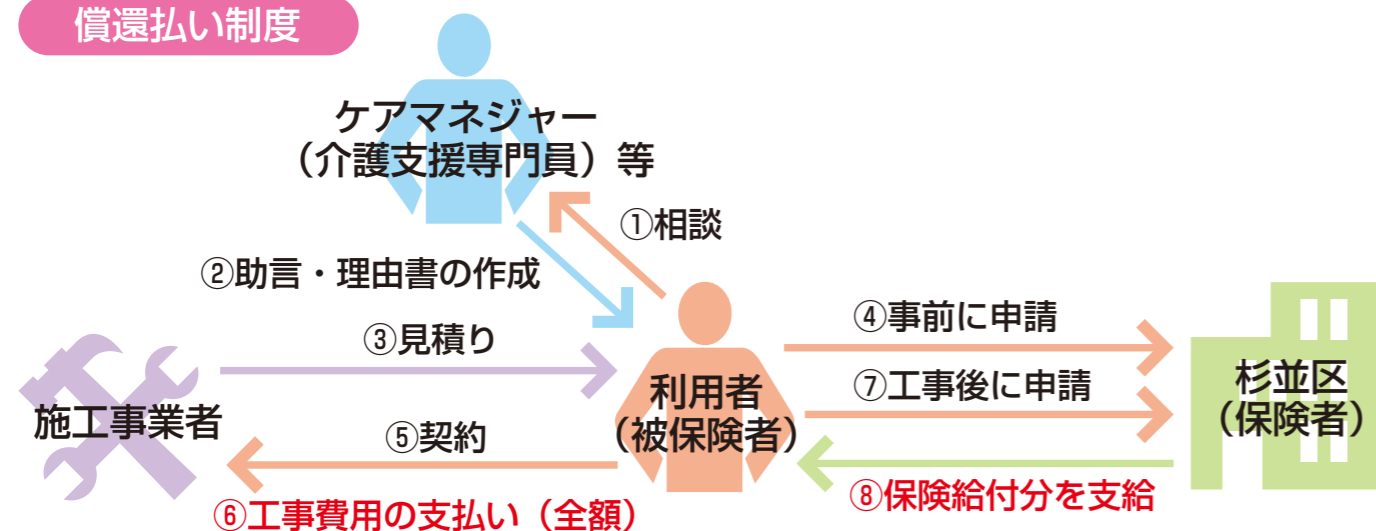 償還払い制度
ケアマネジャー
（介護支援専門員）等
①相談
②助言・理由書の作成
③見積り
④事前に申請
施工事業者
利用者
（被保険者）
⑦工事後に申請
杉並区
（保険者）
⑤契約
⑥工事費用の支払い（全額）
⑧保険給付分を支給